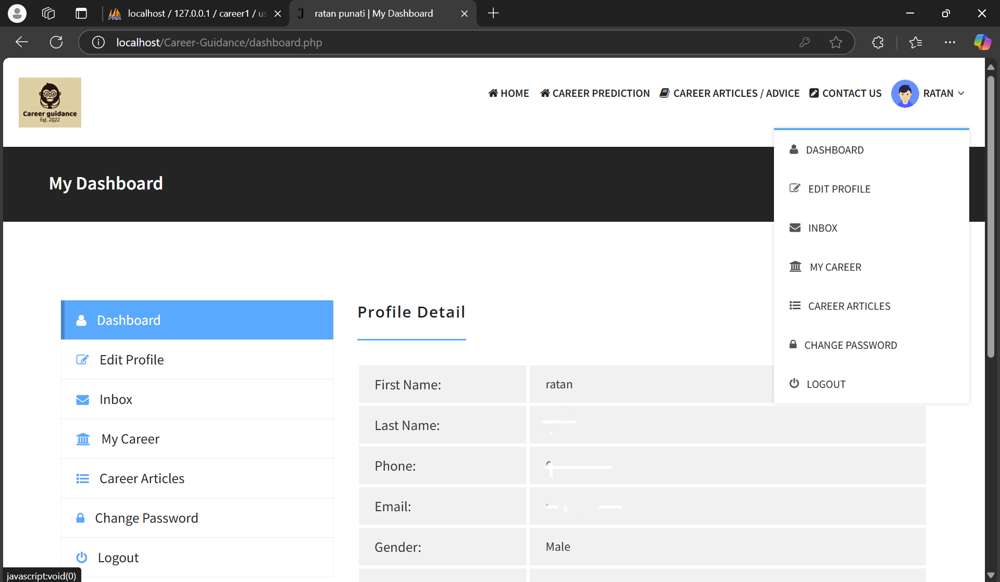 localhost / 127.0.0.1 / career1 / us
ratan punati | My Dashboard
localhost/Career-Guidance/dashboard.php
Career guidance
Est. 2022
HOME
CAREER PREDICTION
CAREER ARTICLES / ADVICE
CONTACT US
RATAN
DASHBOARD
EDIT PROFILE
INBOX
MY CAREER
CAREER ARTICLES
CHANGE PASSWORD
LOGOUT
My Dashboard
Dashboard
Edit Profile
Inbox
My Career
Career Articles
Change Password
Logout
Profile Detail
First Name: ratan
Last Name:
Phone:
Email:
Gender: Male
javascript:void(0)